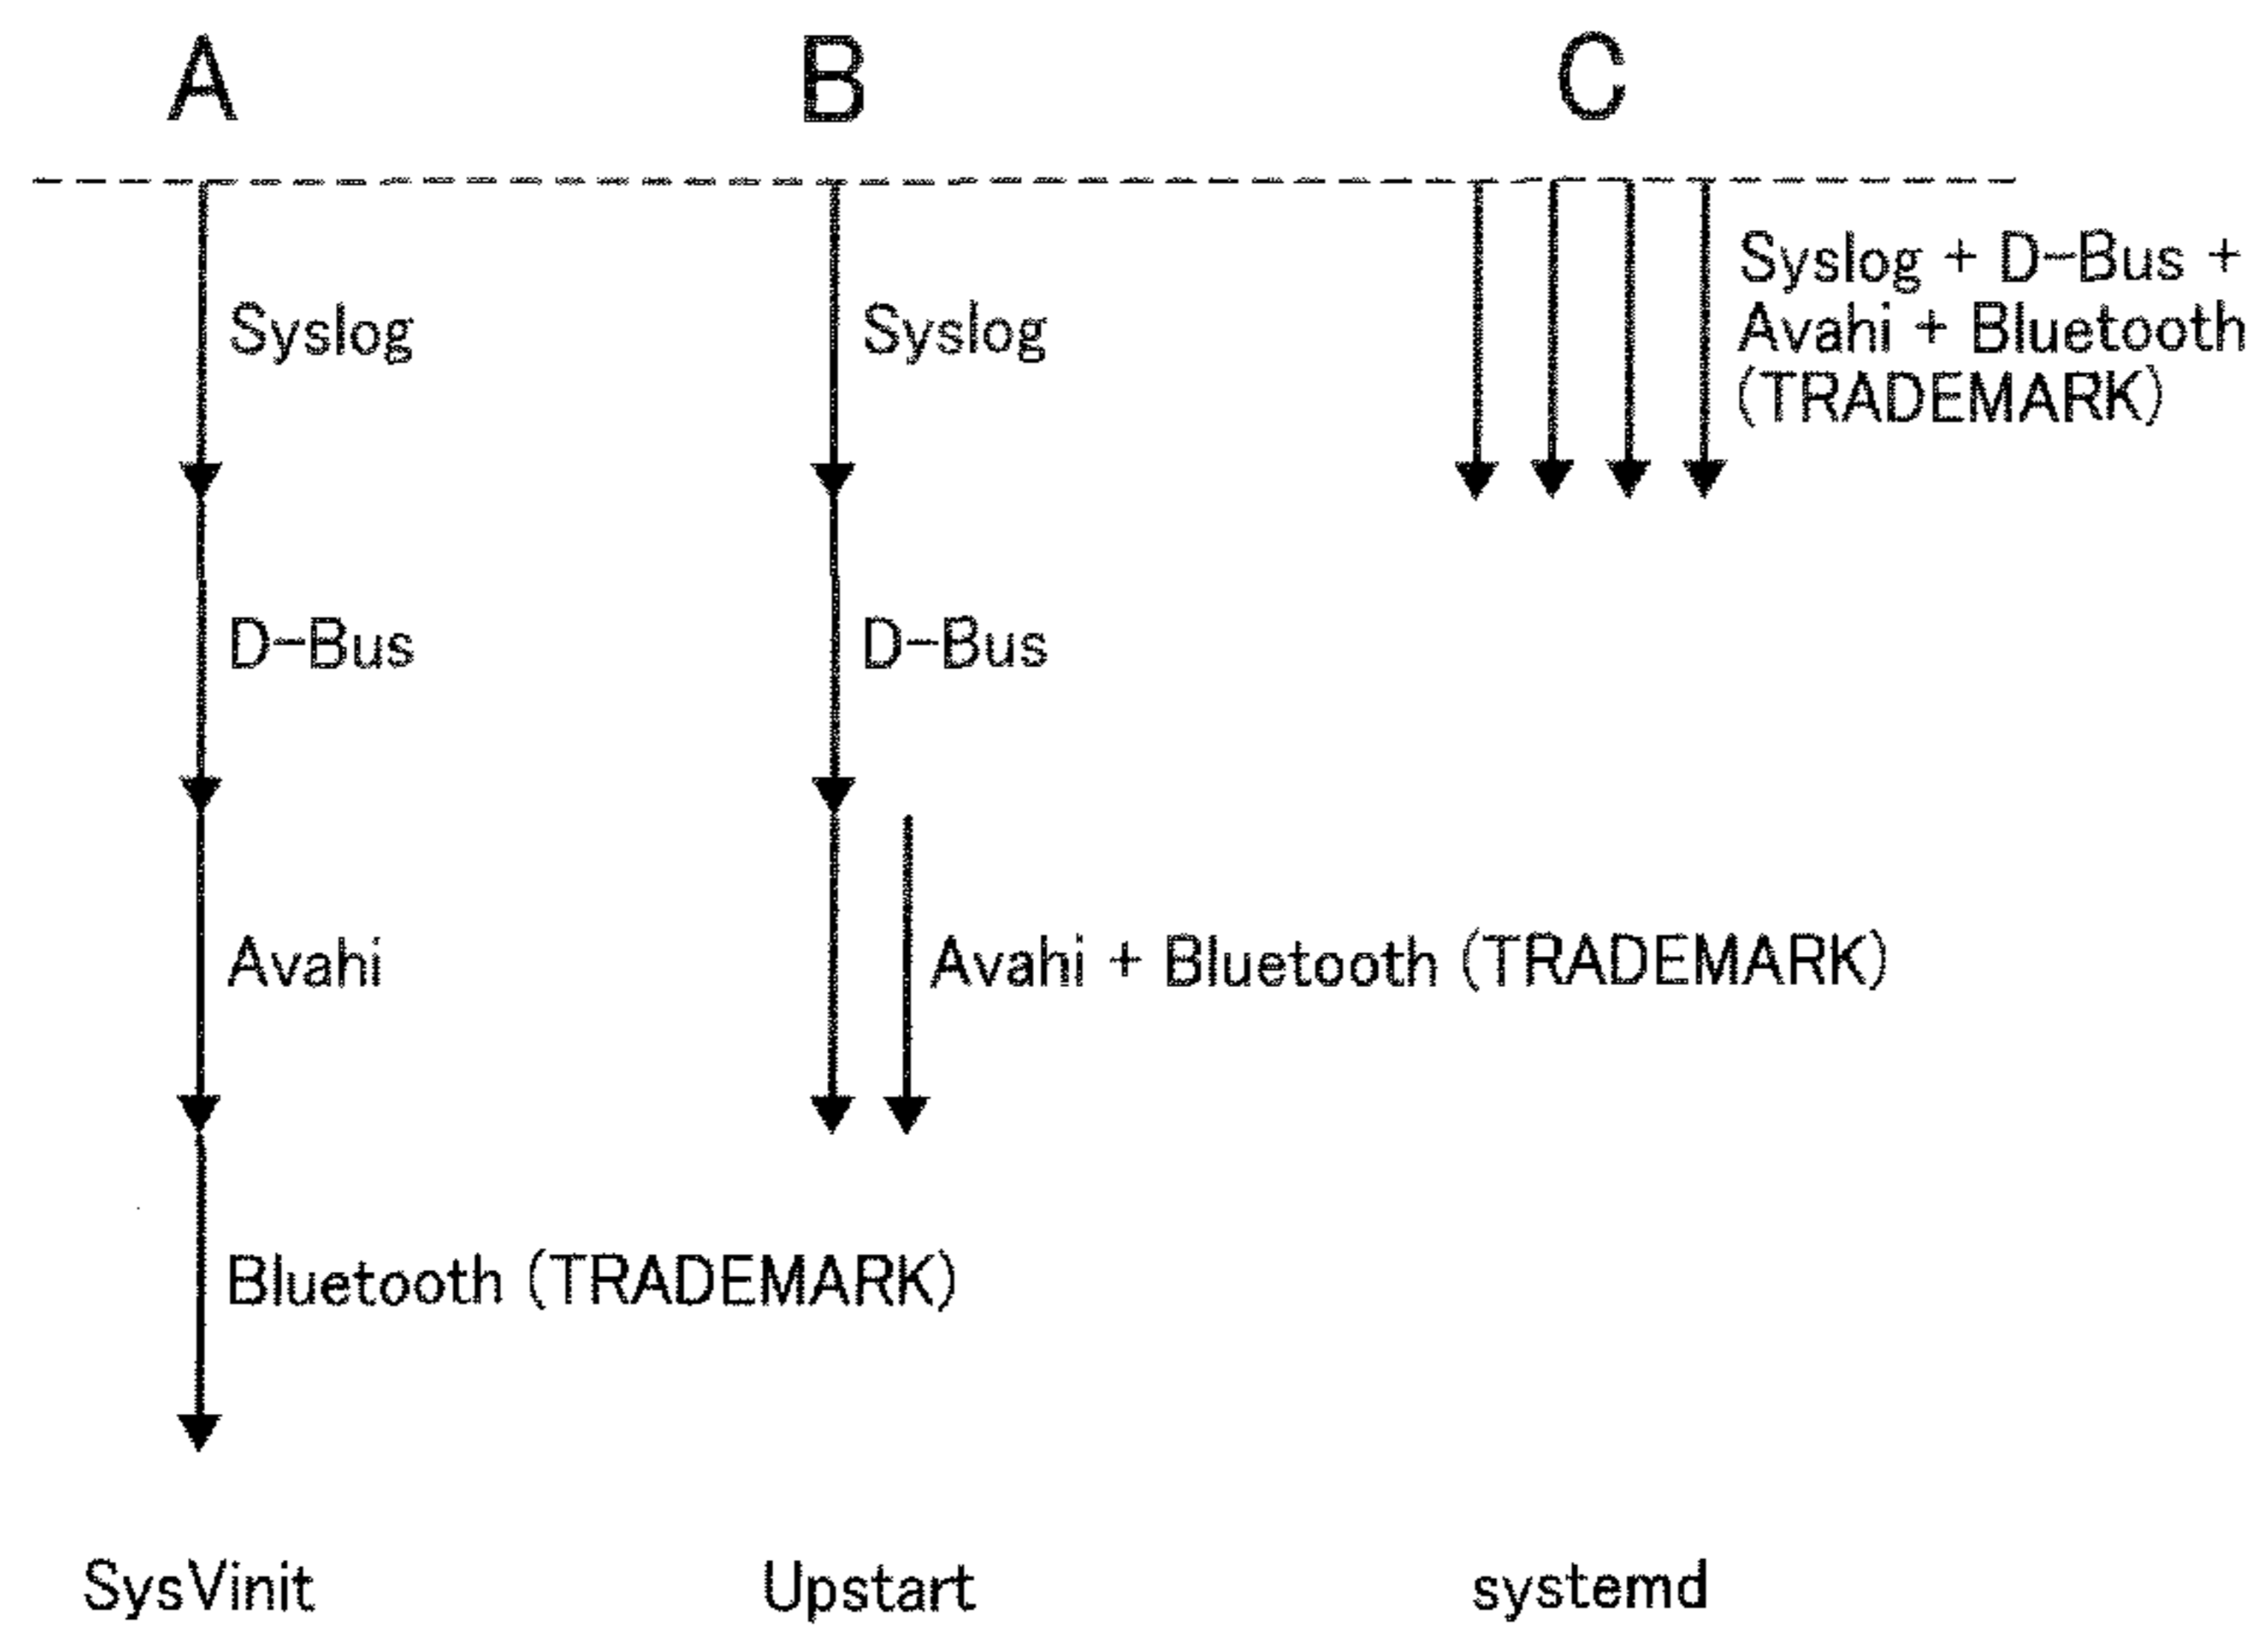 A
B
C
Syslog
D-Bus
Avahi
Bluetooth (TRADEMARK)
SysVinit
Syslog
D-Bus
Avahi + Bluetooth (TRADEMARK)
Upstart
Syslog + D-Bus +
Avahi + Bluetooth
(TRADEMARK)
systemd